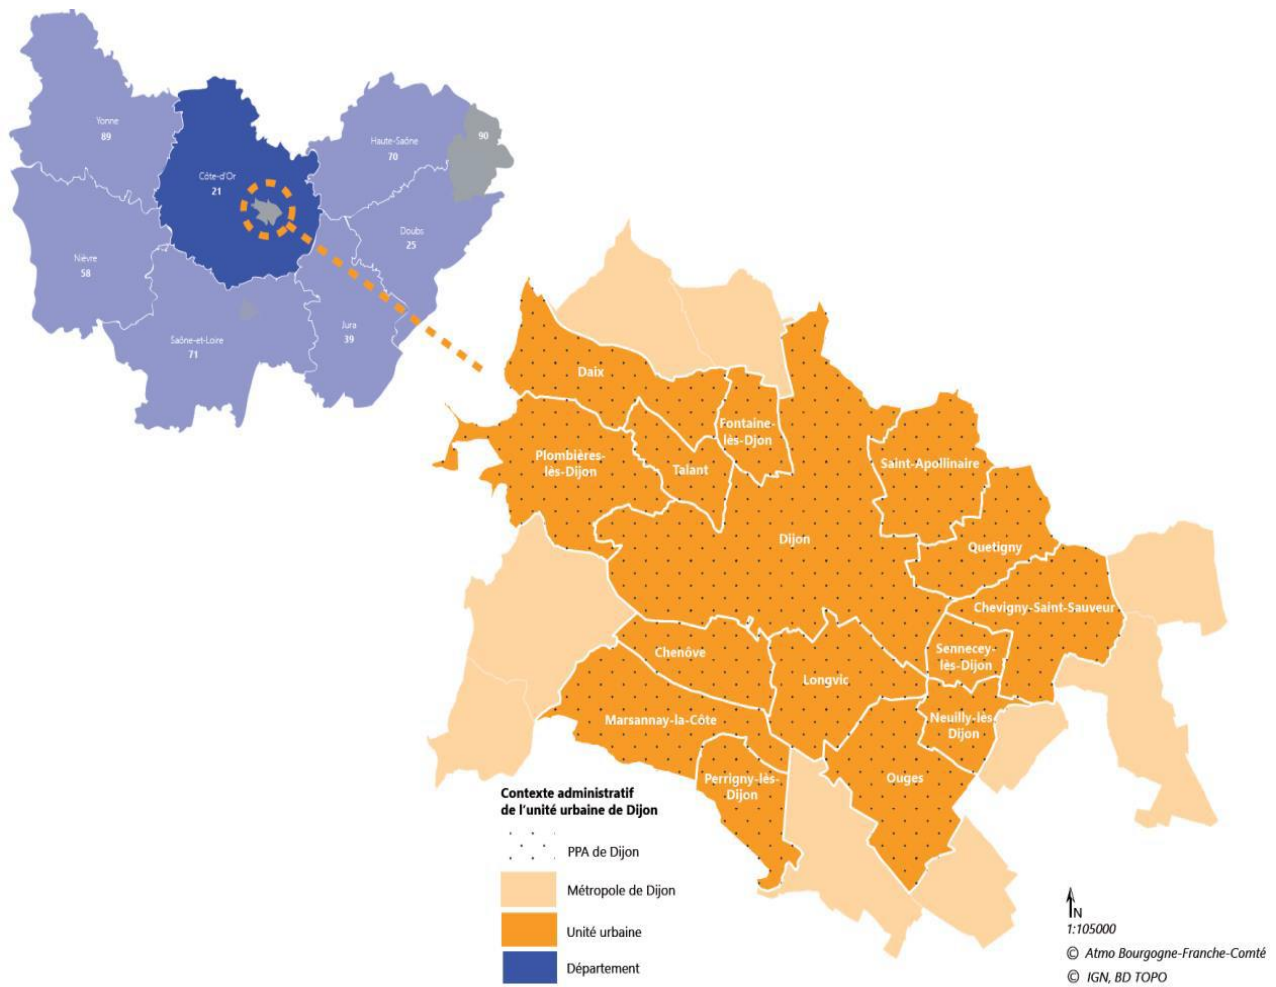 Yonne
89
Côte-d'Or
21
Haute-Saône
70
90
Nièvre
58
Doubs
25
Saône-et-Loire
71
Jura
39
Daix
Fontaine-
lès-Djon
Plombières-
lès-Dijon
Talant
Saint-Apollinaire
Dijon
Quetigny
Chevigny-Saint-Sauveur
Chenôve
Sennecey-
lès-Dijon
Longvic
Marsannay-la-Côte
Neuilly-lès-
Dijon
Perrigny-lès-
Dijon
Ouges
Contexte administratif
de l'unité urbaine de Dijon
PPA de Dijon
Métropole de Dijon
Unité urbaine
Département
N
1:105000
© Atmo Bourgogne-Franche-Comté
© IGN, BD TOPO